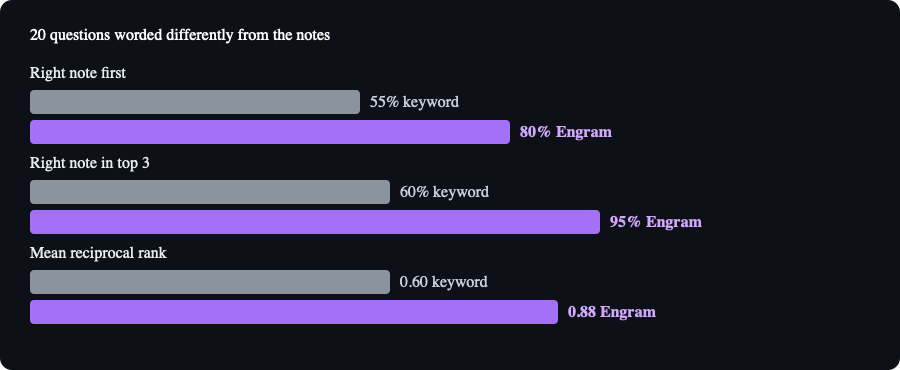 20 questions worded differently from the notes
Right note first
55% keyword
80% Engram
Right note in top 3
60% keyword
95% Engram
Mean reciprocal rank
0.60 keyword
0.88 Engram